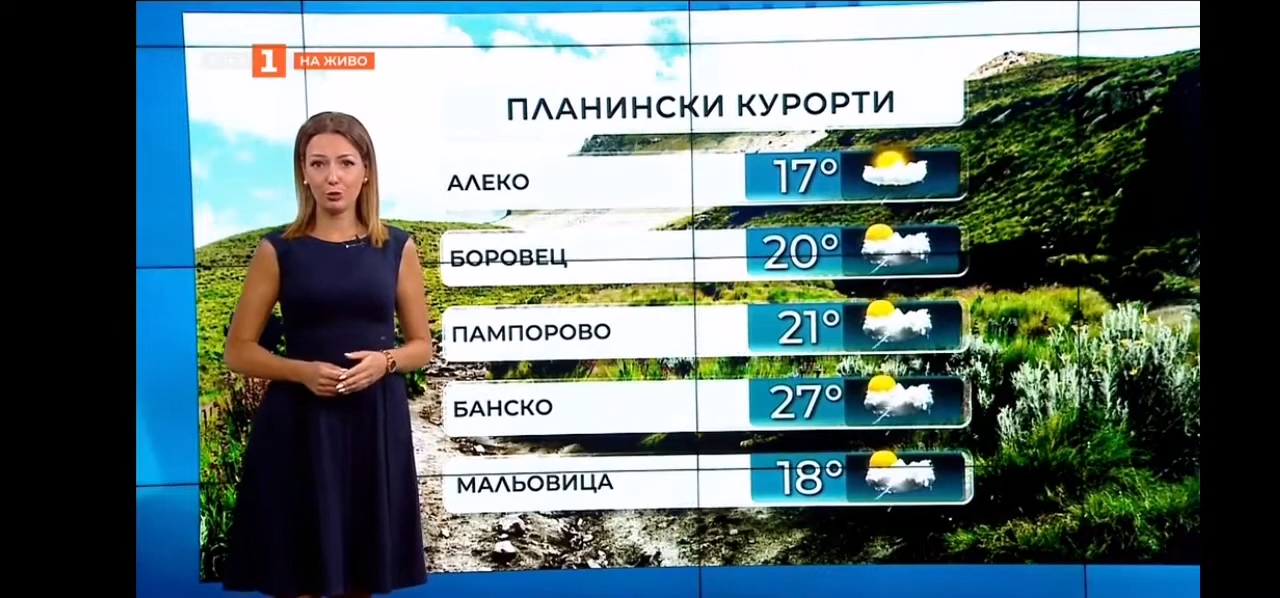 1 НА ЖИВО
ПЛАНИНСКИ КУРОРТИ
АЛЕКО 17°
БОРОВЕЦ 20°
ПАМПОРОВО 21°
БАНСКО 27°
МАЛЬОВИЦА 18°